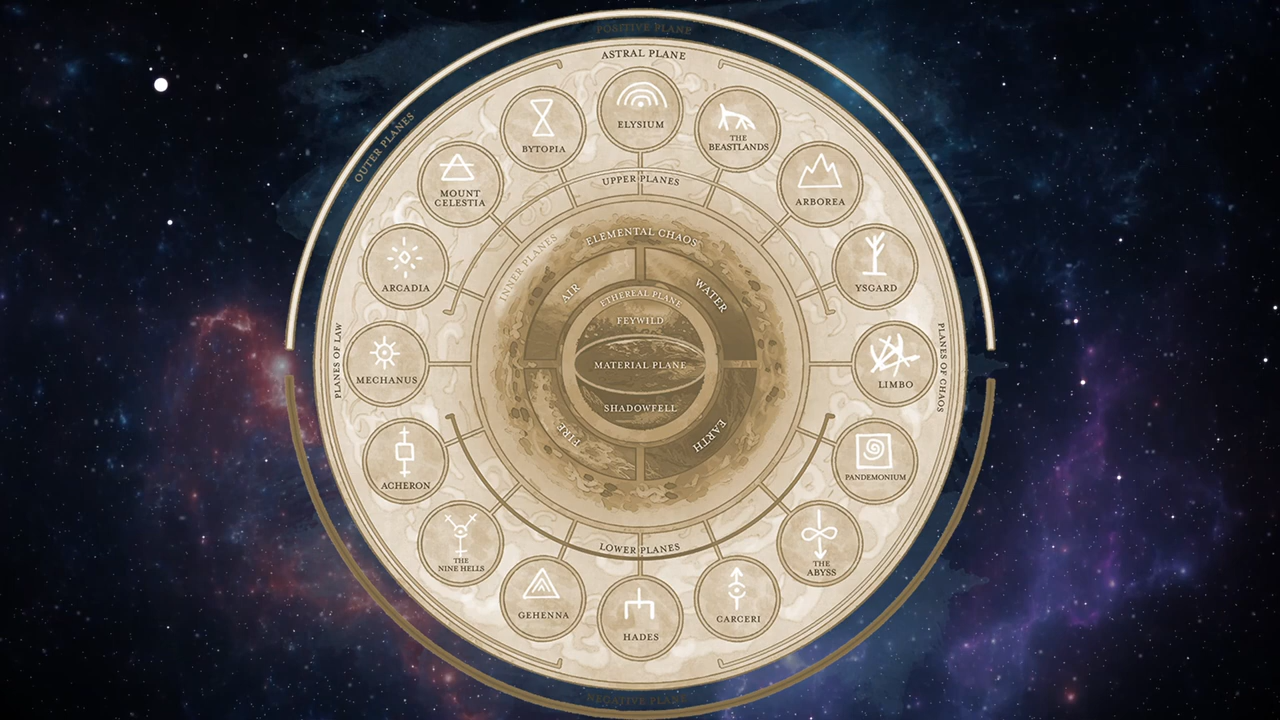 POSITIVE PLANE
ASTRAL PLANE
OUTER PLANES
ELYSIUM
BYTOPIA
THE
BEASTLANDS
MOUNT
CELESTIA
ARBOREA
UPPER PLANES
ARCADIA
YSGARD
INNER PLANES
ELEMENTAL CHAOS
AIR
WATER
ETHEREAL PLANE
FEYWILD
MATERIAL PLANE
SHADOWFELL
FIRE
EARTH
PLANES OF LAW
MECHANUS
LIMBO
PLANES OF CHAOS
ACHERON
PANDEMONIUM
THE
NINE HELLS
THE
ABYSS
LOWER PLANES
GEHENNA
HADES
CARCERI
NEGATIVE PLANE